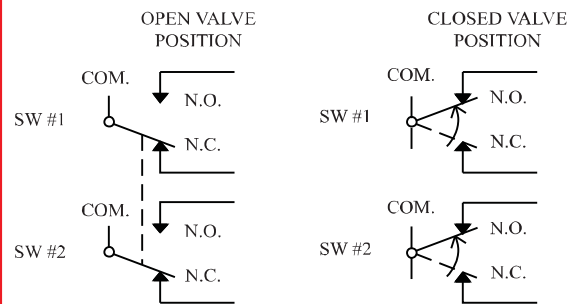 OPEN VALVE
POSITION
CLOSED VALVE
POSITION
COM.
N.O.
SW #1
N.C.
COM.
N.O.
SW #1
N.C.
COM.
N.O.
SW #2
N.C.
COM.
N.O.
SW #2
N.C.